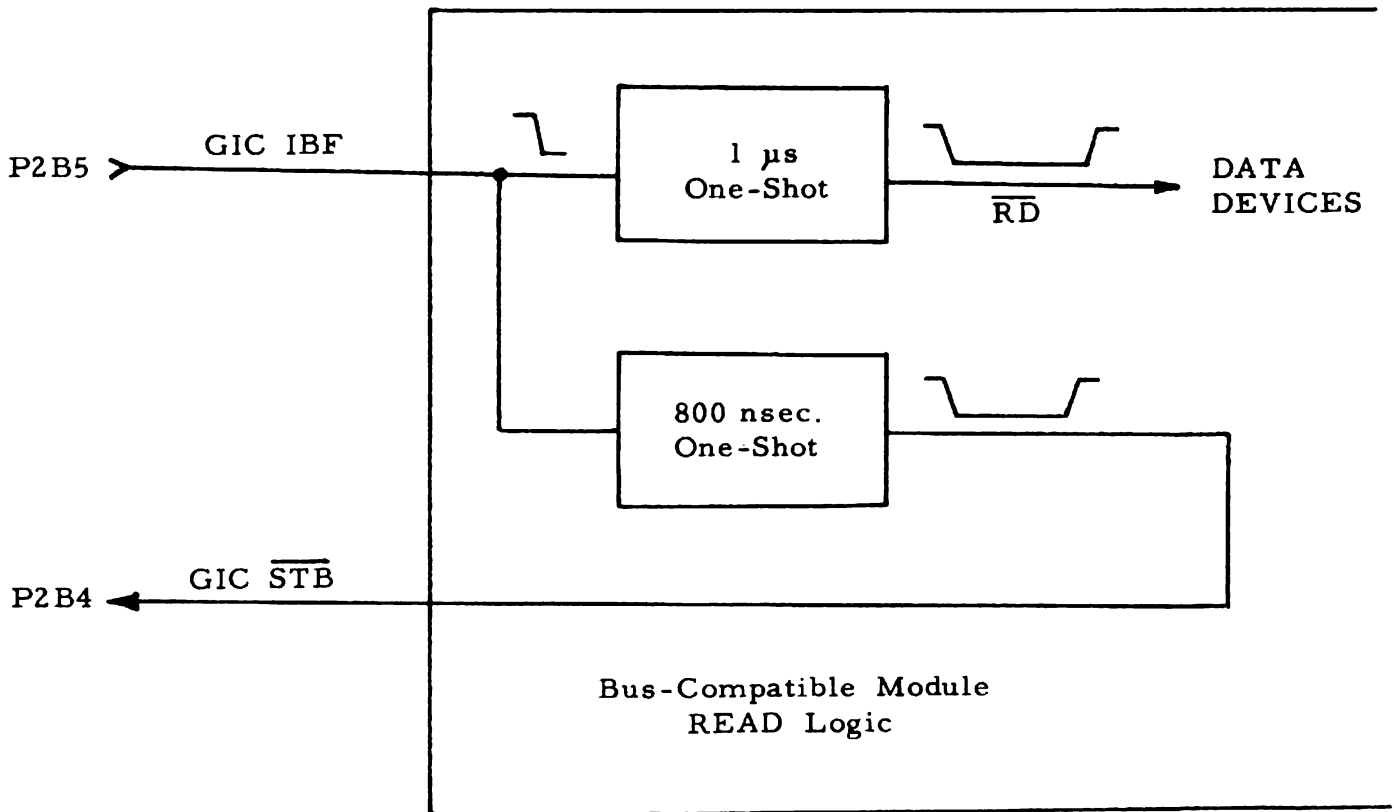 GIC IBF
P2B5
1 μs
One-Shot
RD
DATA
DEVICES
800 nsec.
One-Shot
GIC STB
P2B4
Bus-Compatible Module
READ Logic